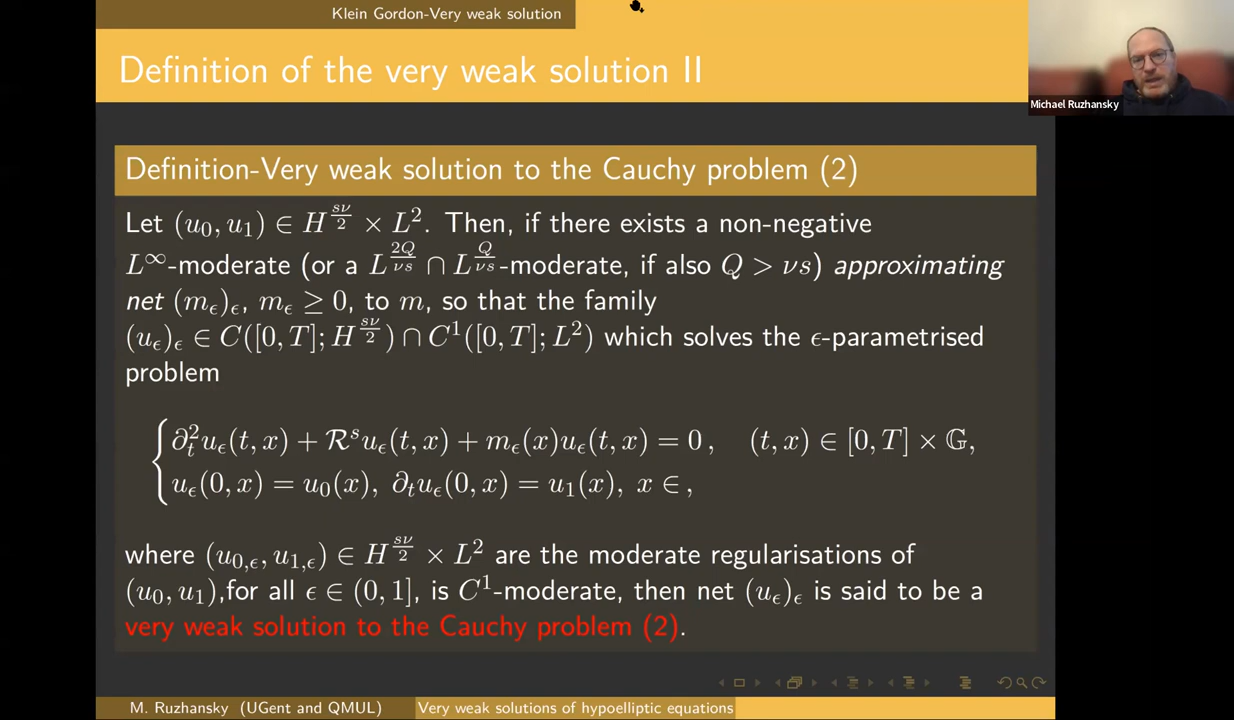 Klein Gordon-Very weak solution
Definition of the very weak solution II
Michael Ruzhansky
Definition-Very weak solution to the Cauchy problem (2)
Let $(u_0, u_1) \in H^{\frac{s\nu}{2}} \times L^2$. Then, if there exists a non-negative
$L^\infty$-moderate (or a $L^{\frac{2Q}{\nu s}} \cap L^{\frac{Q}{\nu s}}$-moderate, if also $Q > \nu s$) approximating
net $(m_\epsilon)_\epsilon$, $m_\epsilon \geq 0$, to $m$, so that the family
$(u_\epsilon)_\epsilon \in C([0, T]; H^{\frac{s\nu}{2}}) \cap C^1([0, T]; L^2)$ which solves the $\epsilon$-parametrised
problem
$\partial_t^2 u_\epsilon(t, x) + \mathcal{R}^s u_\epsilon(t, x) + m_\epsilon(x) u_\epsilon(t, x) = 0\,, \quad (t, x) \in [0, T] \times \mathbb{G},$
$u_\epsilon(0, x) = u_0(x),\ \partial_t u_\epsilon(0, x) = u_1(x),\ x \in\,,$
where $(u_{0,\epsilon}, u_{1,\epsilon}) \in H^{\frac{s\nu}{2}} \times L^2$ are the moderate regularisations of
$(u_0, u_1)$,for all $\epsilon \in (0, 1]$, is $C^1$-moderate, then net $(u_\epsilon)_\epsilon$ is said to be a
very weak solution to the Cauchy problem (2).
M. Ruzhansky (UGent and QMUL)
Very weak solutions of hypoelliptic equations